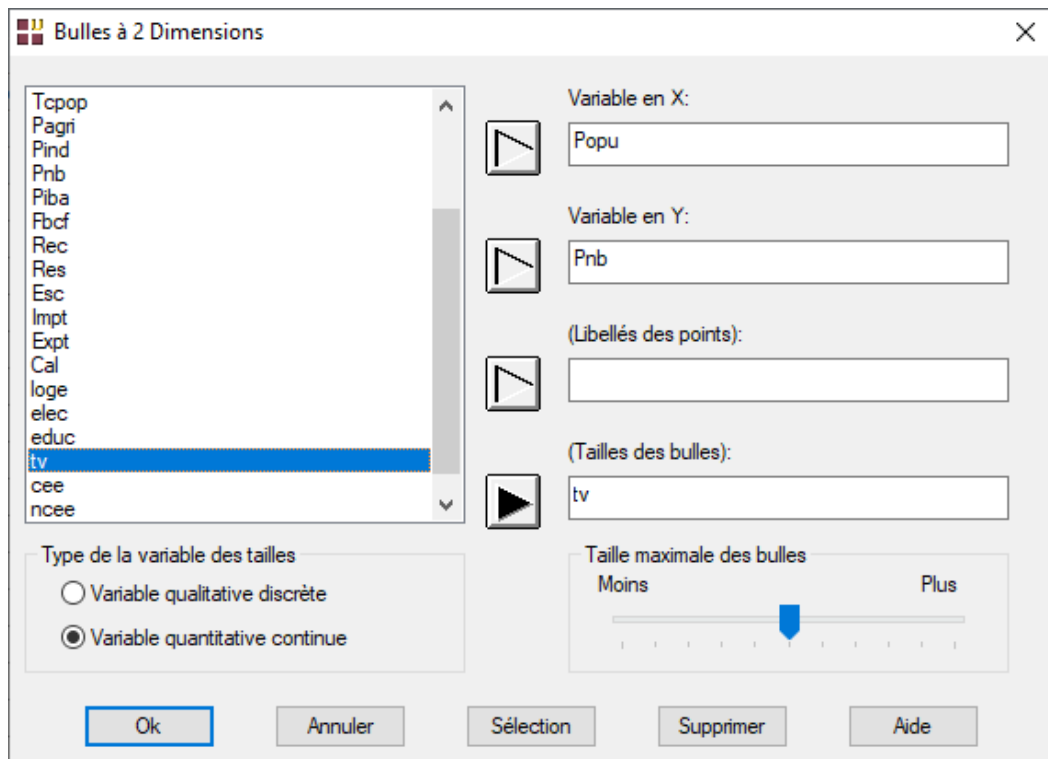 Bulles à 2 Dimensions
Tcpop
Pagri
Pind
Pnb
Piba
Fbcf
Rec
Res
Esc
Impt
Expt
Cal
loge
elec
educ
tv
cee
ncee
Variable en X:
Popu
Variable en Y:
Pnb
(Libellés des points):
(Tailles des bulles):
tv
Type de la variable des tailles
Variable qualitative discrète
Variable quantitative continue
Taille maximale des bulles
Moins Plus
Ok Annuler Sélection Supprimer Aide